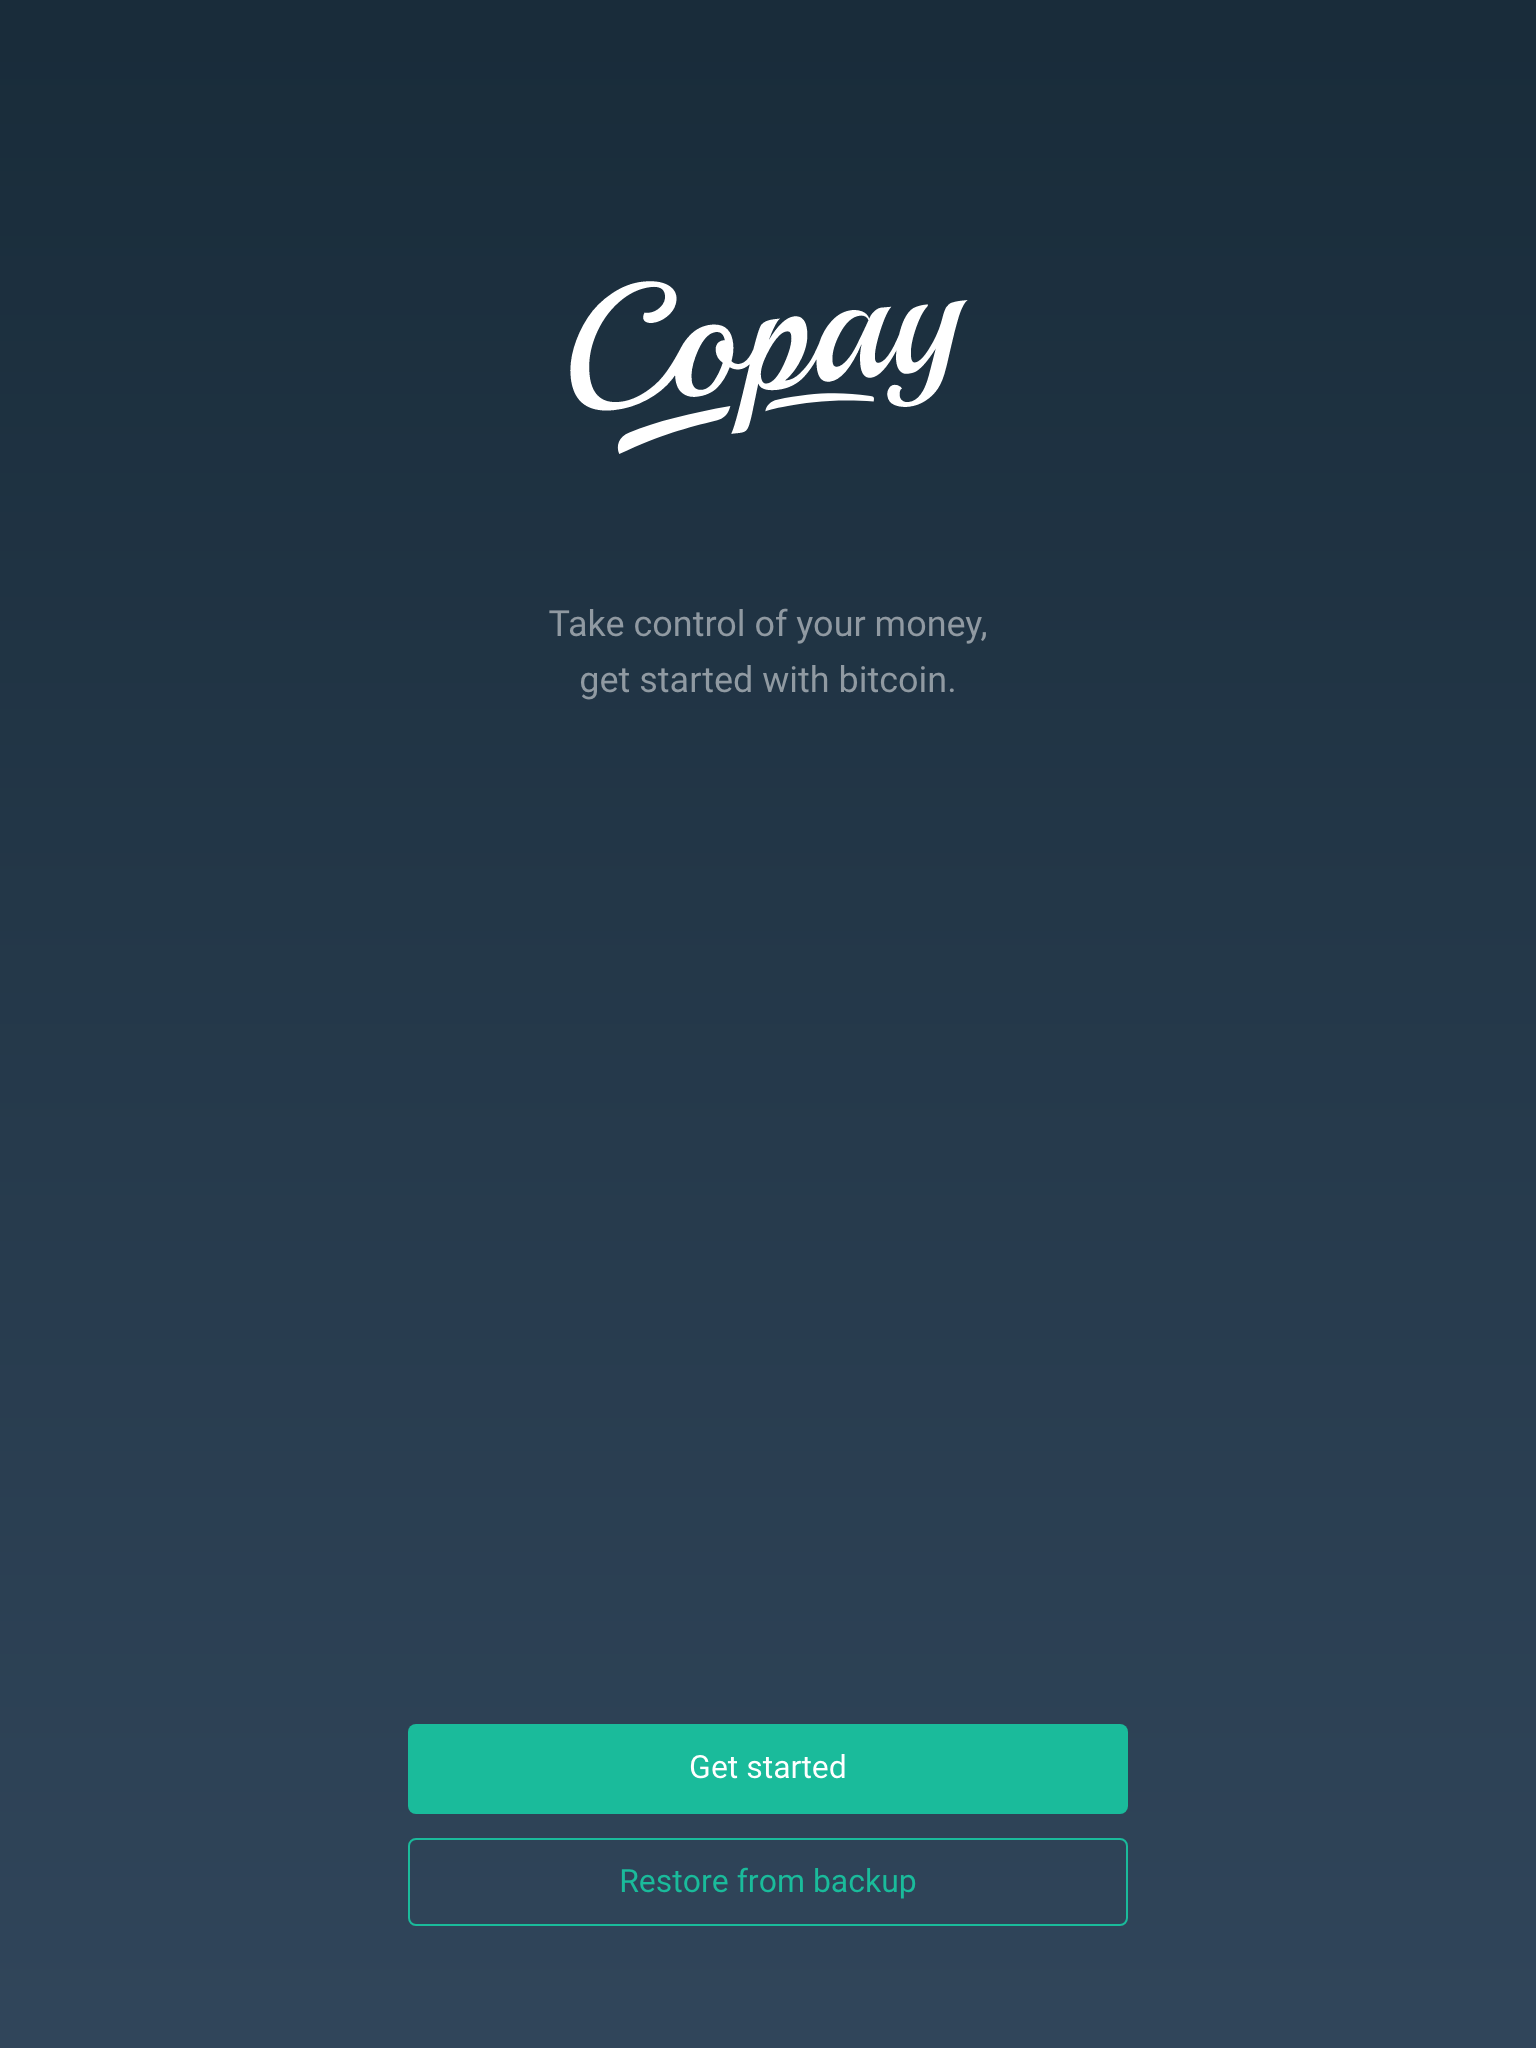 Copay
Take control of your money,
get started with bitcoin.
Get started
Restore from backup